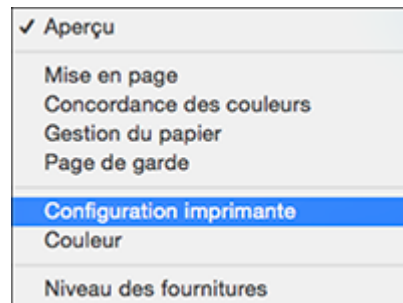 ✓ Aperçu
Mise en page
Concordance des couleurs
Gestion du papier
Page de garde
Configuration imprimante
Couleur
Niveau des fournitures